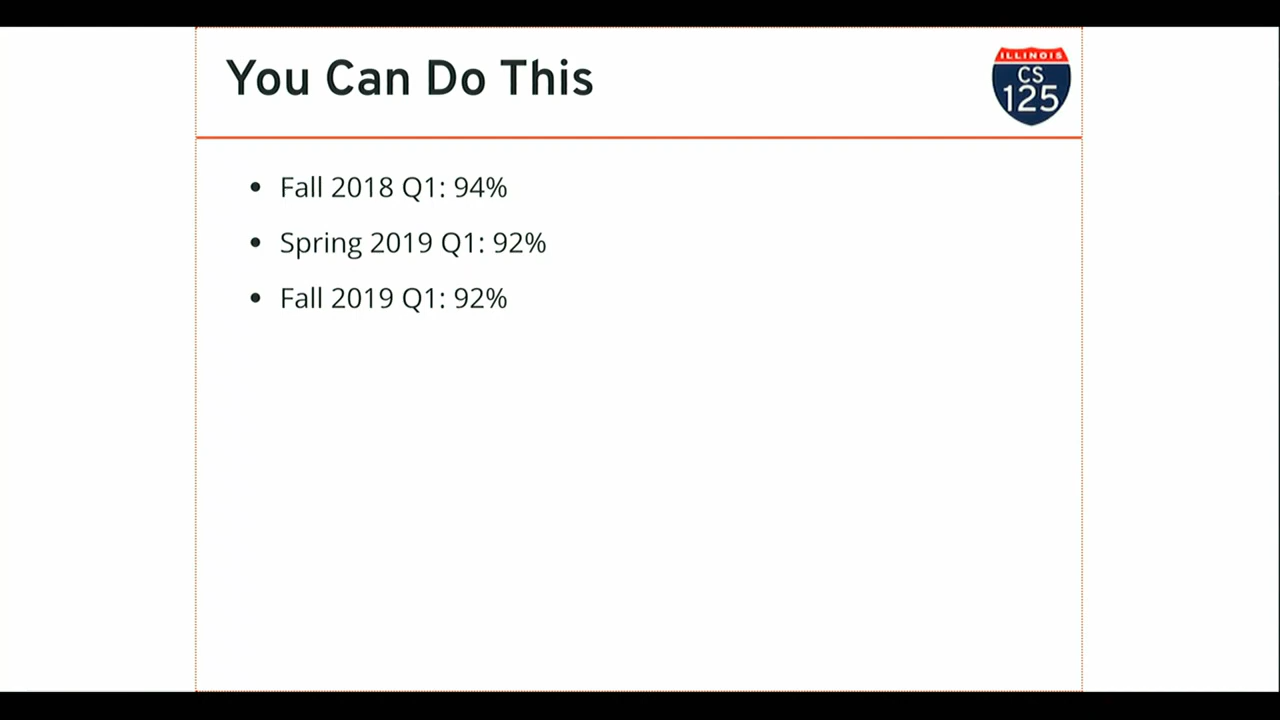 You Can Do This
ILLINOIS
CS
125
Fall 2018 Q1: 94%
Spring 2019 Q1: 92%
Fall 2019 Q1: 92%